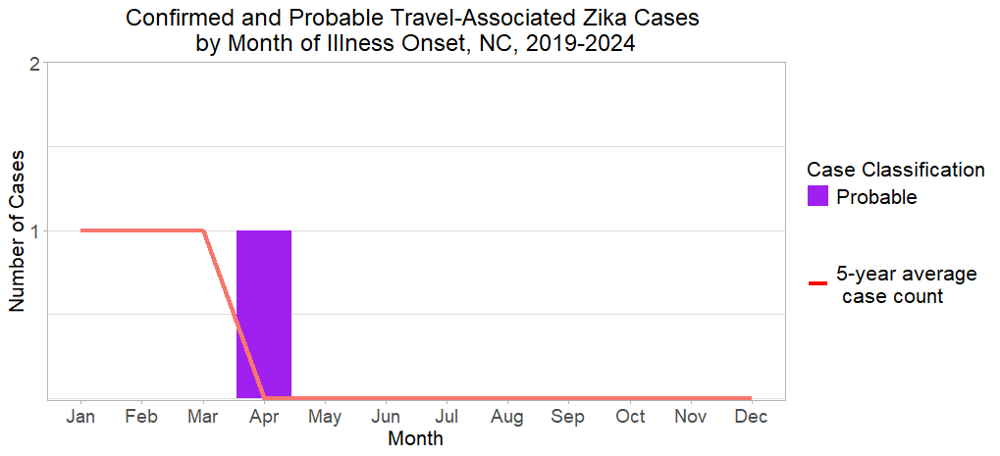 Confirmed and Probable Travel-Associated Zika Cases
by Month of Illness Onset, NC, 2019-2024
2
1
Number of Cases
Jan Feb Mar Apr May Jun Jul Aug Sep Oct Nov Dec
Month
Case Classification
Probable
5-year average
case count